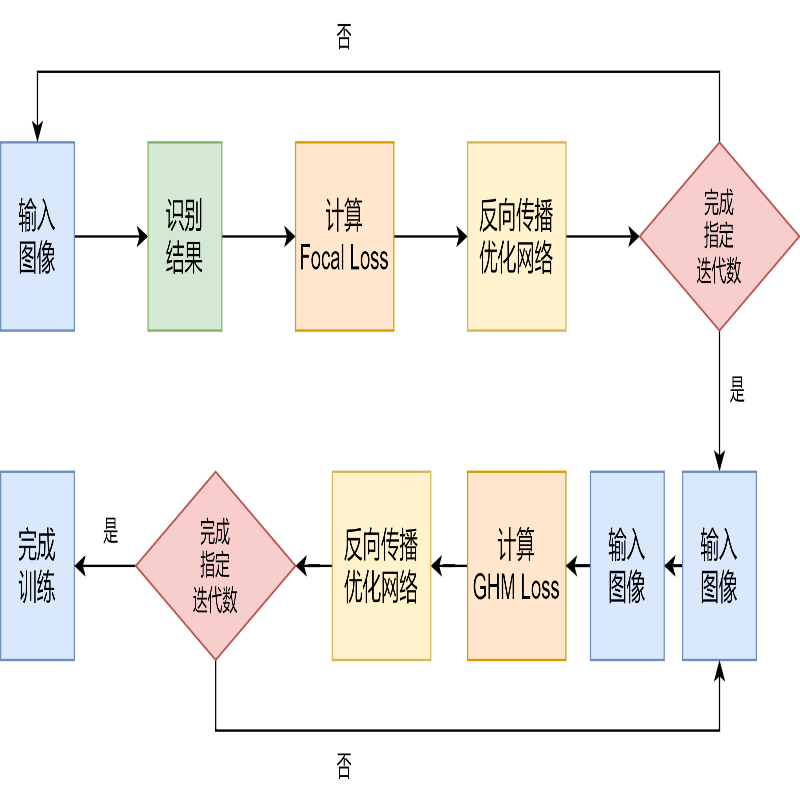 否
输入
图像
识别
结果
计算
Focal Loss
反向传播
优化网络
完成
指定
迭代数
是
完成
训练
是
完成
指定
迭代数
反向传播
优化网络
计算
GHM Loss
输入
图像
输入
图像
否